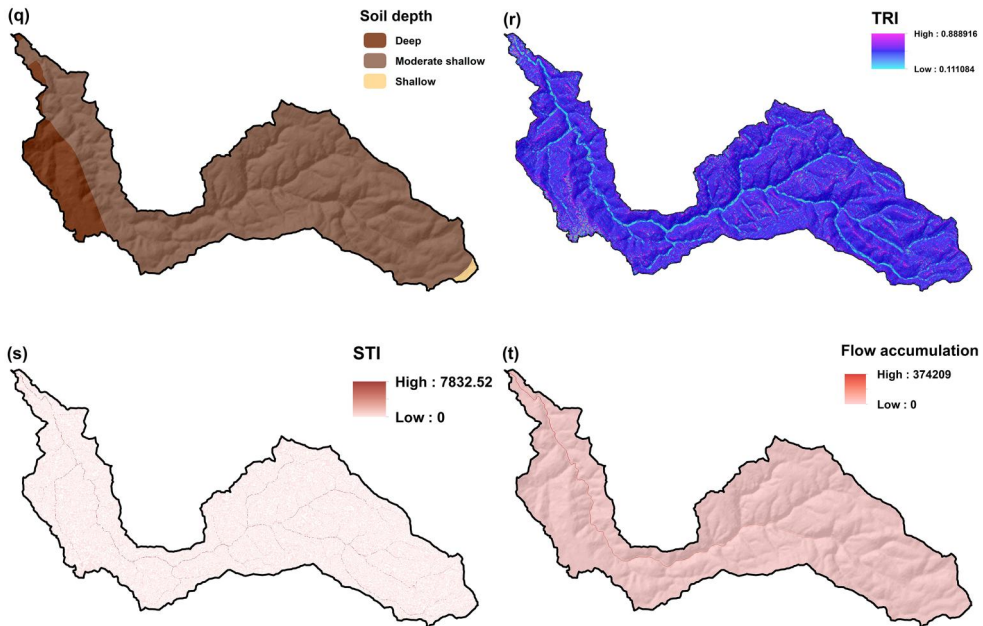 (q)
Soil depth
Deep
Moderate shallow
Shallow
(r)
TRI
High : 0.888916
Low : 0.111084
(s)
STI
High : 7832.52
Low : 0
(t)
Flow accumulation
High : 374209
Low : 0